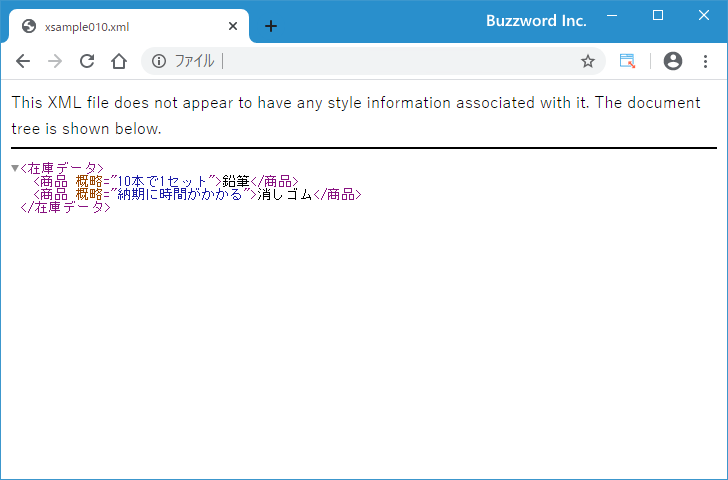 xsample010.xml
Buzzword Inc.
ファイル |
This XML file does not appear to have any style information associated with it. The document
tree is shown below.
▼<在庫データ>
<商品 概略="10本で1セット">鉛筆</商品>
<商品 概略="納期に時間がかかる">消しゴム</商品>
</在庫データ>